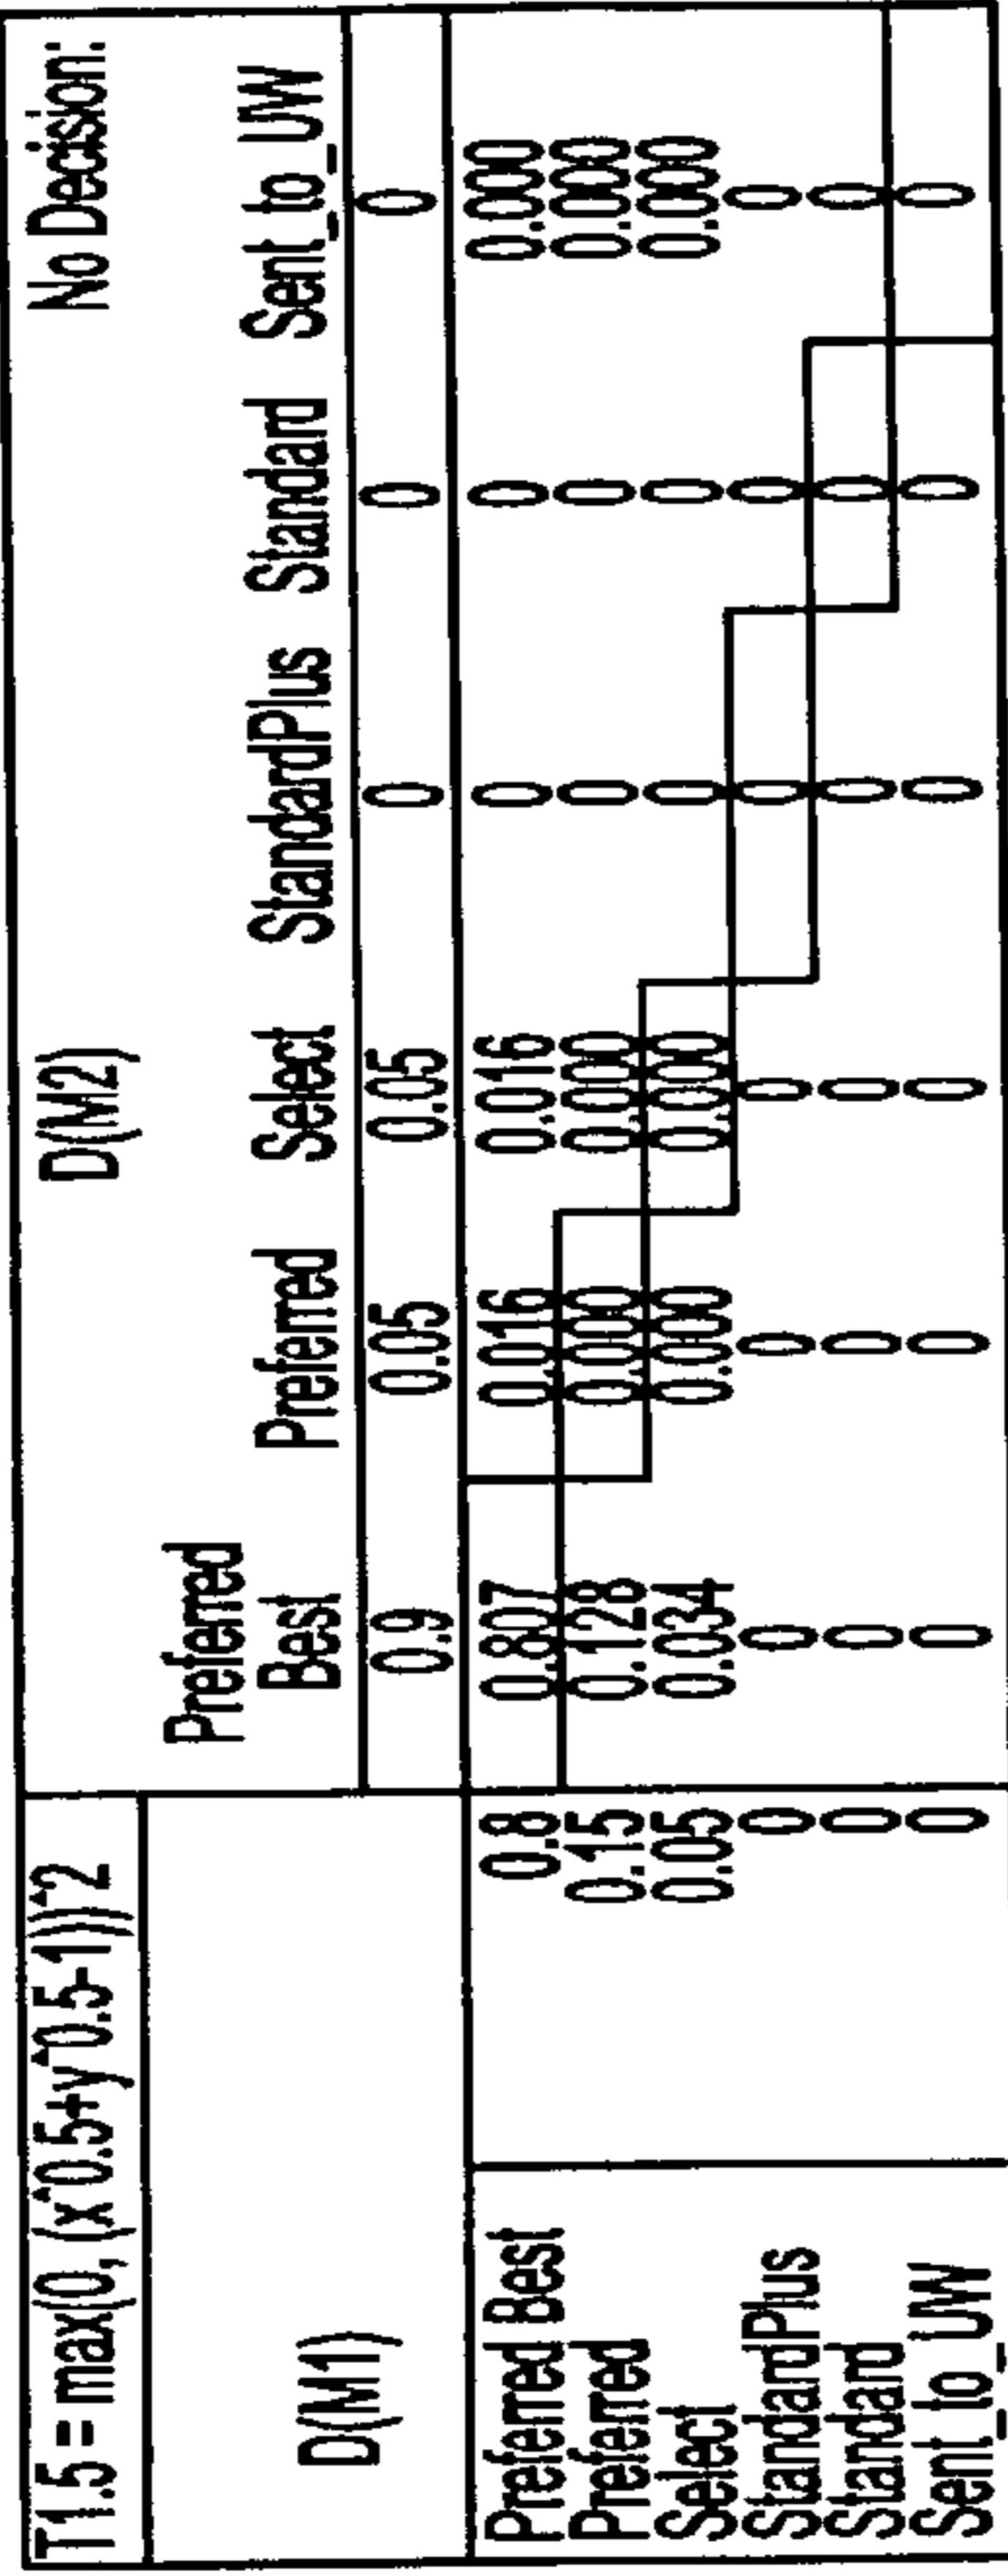 T1.5 = max(0, (x^0.5+y^0.5-1))^2 D(M2) No Decision:
Preferred
D(M1) Best Preferred Select StandardPlus Standard Sent_to_UW
0.9 0.05 0.05 0 0 0
Preferred Best 0.8 0.807 0.016 0.016 0 0 0.000
Preferred 0.15 0.128 0.000 0.000 0 0 0.000
Select 0.05 0.034 0.000 0.000 0 0 0.000
StandardPlus 0 0 0 0 0 0 0
Standard 0 0 0 0 0 0 0
Sent_to_UW 0 0 0 0 0 0 0